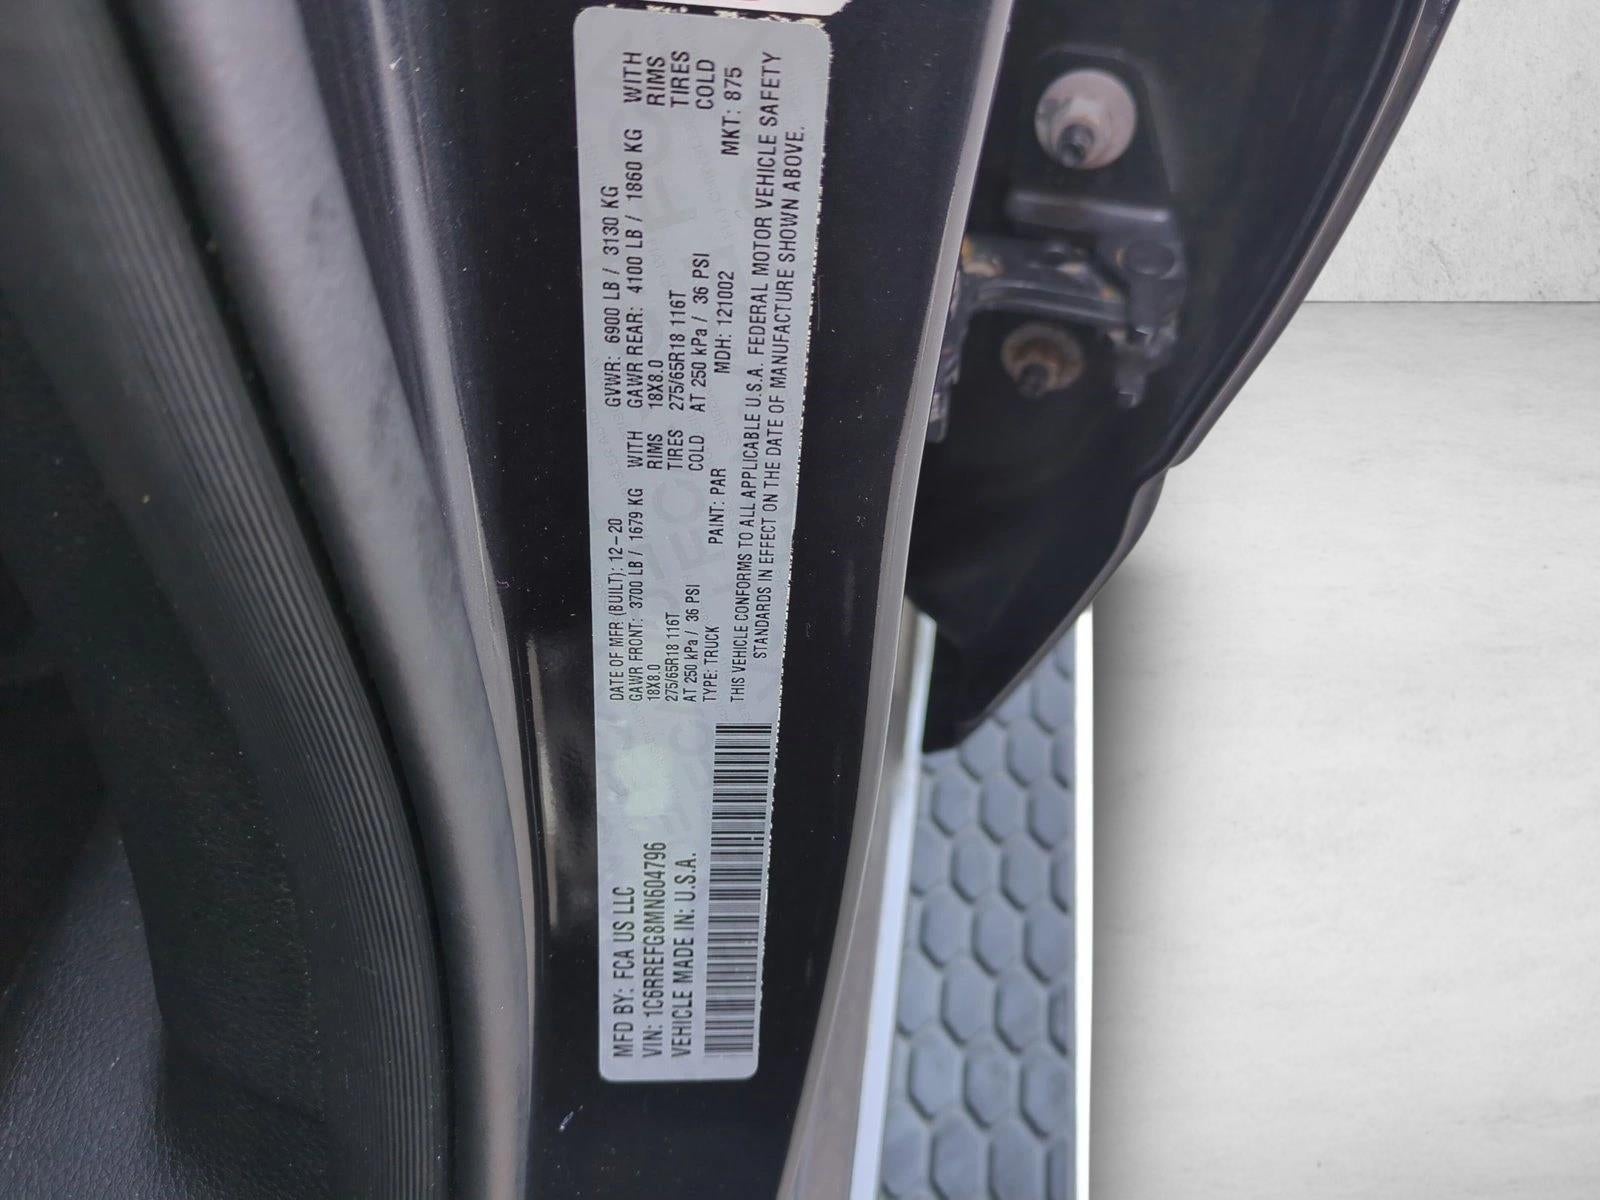 MFD BY: FCA US LLC
VIN: 1C6RREFG8MN604796
VEHICLE MADE IN: U.S.A.
DATE OF MFR (BUILT): 12-20 GVWR: 6900 LB / 3130 KG
GAWR FRONT: 3700 LB / 1679 KG WITH GAWR REAR: 4100 LB / 1860 KG WITH
18X8.0 RIMS 18X8.0 RIMS
275/65R18 116T TIRES 275/65R18 116T TIRES
AT 250 kPa / 36 PSI COLD AT 250 kPa / 36 PSI COLD
TYPE: TRUCK PAINT: PAR MDH: 121002 MKT: 875
THIS VEHICLE CONFORMS TO ALL APPLICABLE U.S.A. FEDERAL MOTOR VEHICLE SAFETY
STANDARDS IN EFFECT ON THE DATE OF MANUFACTURE SHOWN ABOVE.